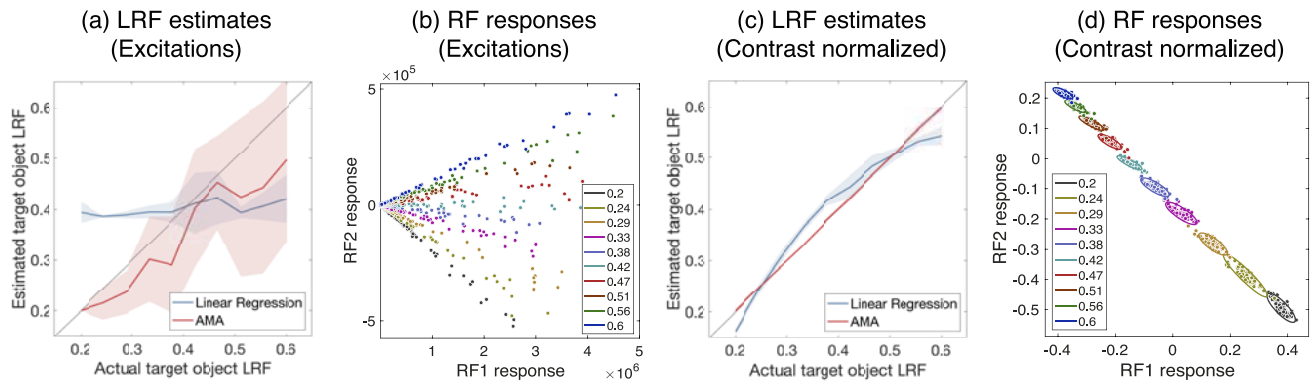 (a) LRF estimates
(Excitations)
Estimated target object LRF
0.6
0.5
0.4
0.3
0.2
Linear Regression
AMA
0.2 0.3 0.4 0.5 0.6
Actual target object LRF
(b) RF responses
(Excitations)
× 10⁵
RF2 response
5
0
-5
0.2
0.24
0.29
0.33
0.38
0.42
0.47
0.51
0.56
0.6
1 2 3 4 5
RF1 response
× 10⁶
(c) LRF estimates
(Contrast normalized)
Estimated target object LRF
0.6
0.5
0.4
0.3
0.2
Linear Regression
AMA
0.2 0.3 0.4 0.5 0.6
Actual target object LRF
(d) RF responses
(Contrast normalized)
RF2 response
0.2
0.1
0
-0.1
-0.2
-0.3
-0.4
-0.5
0.2
0.24
0.29
0.33
0.38
0.42
0.47
0.51
0.56
0.6
-0.4 -0.2 0 0.2 0.4
RF1 response